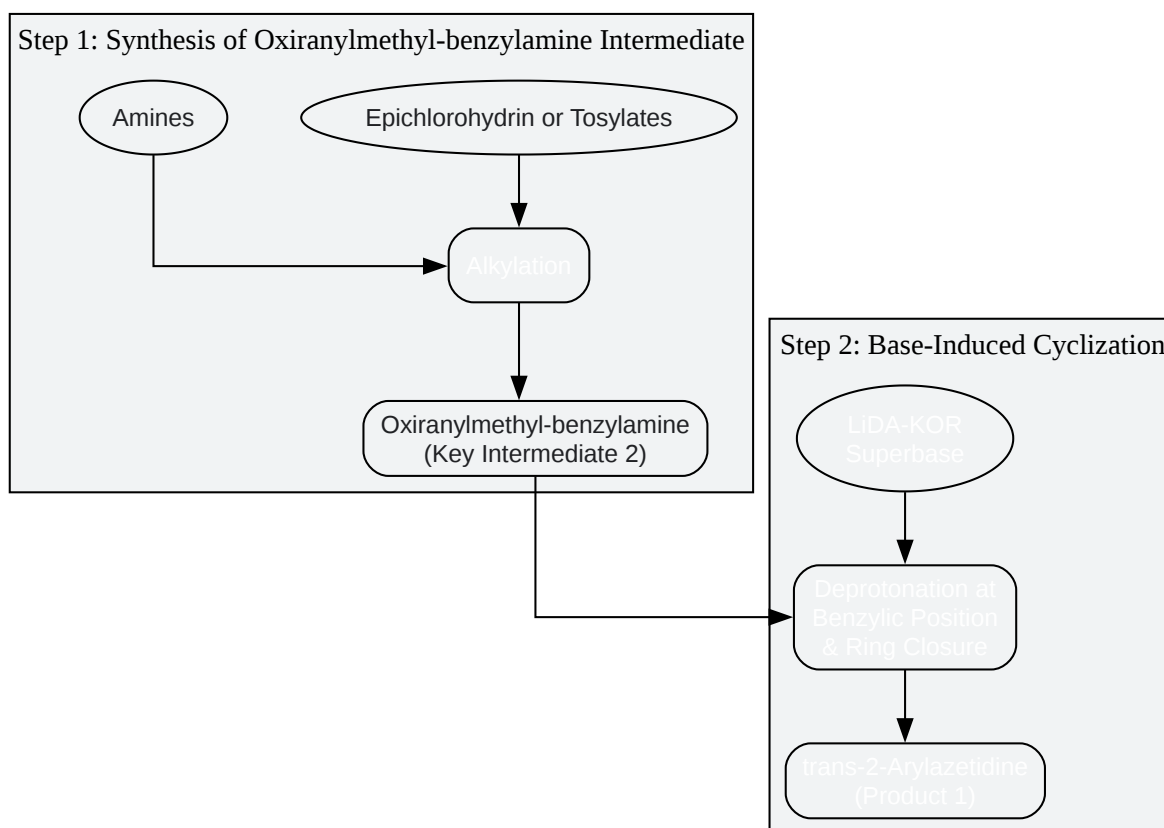 Step 1: Synthesis of Oxiranylmethyl-benzylamine Intermediate
Amines
Epichlorohydrin or Tosylates
Alkylation
Oxiranylmethyl-benzylamine
(Key Intermediate 2)
Step 2: Base-Induced Cyclization
LiDA-KOR
Superbase
Deprotonation at
Benzylic Position
& Ring Closure
trans-2-Arylazetidine
(Product 1)